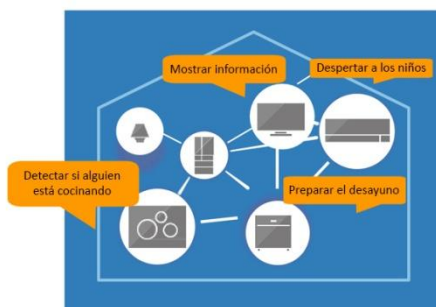 Mostrar información
Despertar a los niños
Detectar si alguien
está cocinando
Preparar el desayuno